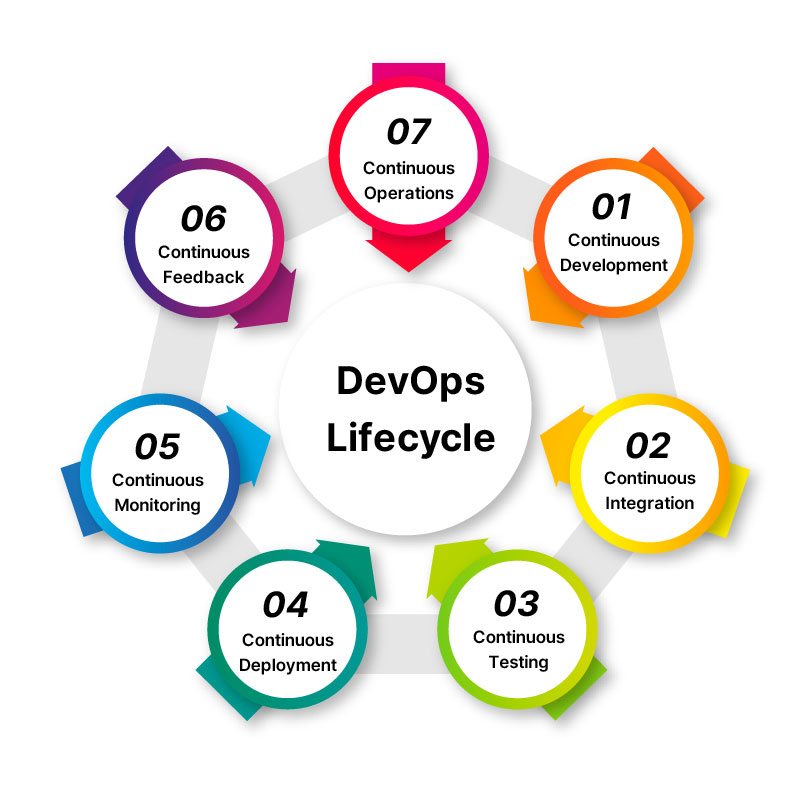 DevOps
Lifecycle
01
Continuous
Development
02
Continuous
Integration
03
Continuous
Testing
04
Continuous
Deployment
05
Continuous
Monitoring
06
Continuous
Feedback
07
Continuous
Operations